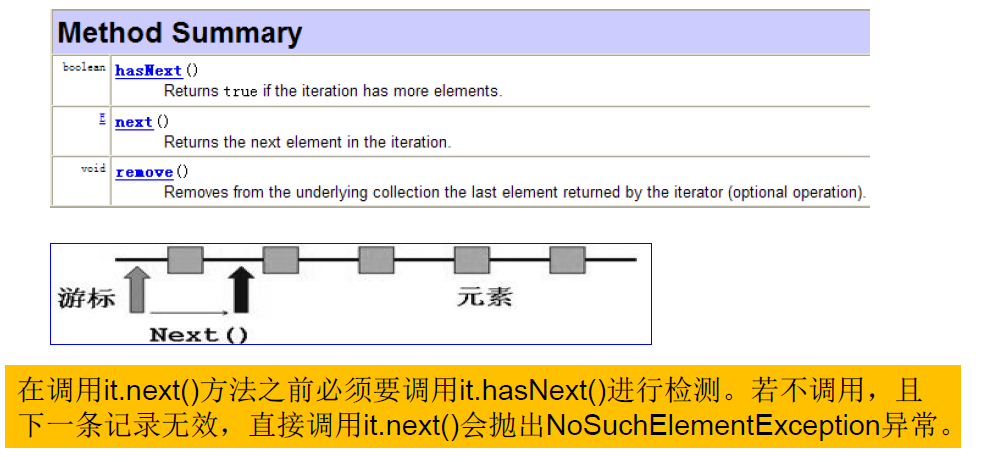 Method Summary
boolean hasNext()
Returns true if the iteration has more elements.
E next()
Returns the next element in the iteration.
void remove()
Removes from the underlying collection the last element returned by the iterator (optional operation).
游标 元素
Next()
在调用it.next()方法之前必须要调用it.hasNext()进行检测。若不调用，且
下一条记录无效，直接调用it.next()会抛出NoSuchElementException异常。